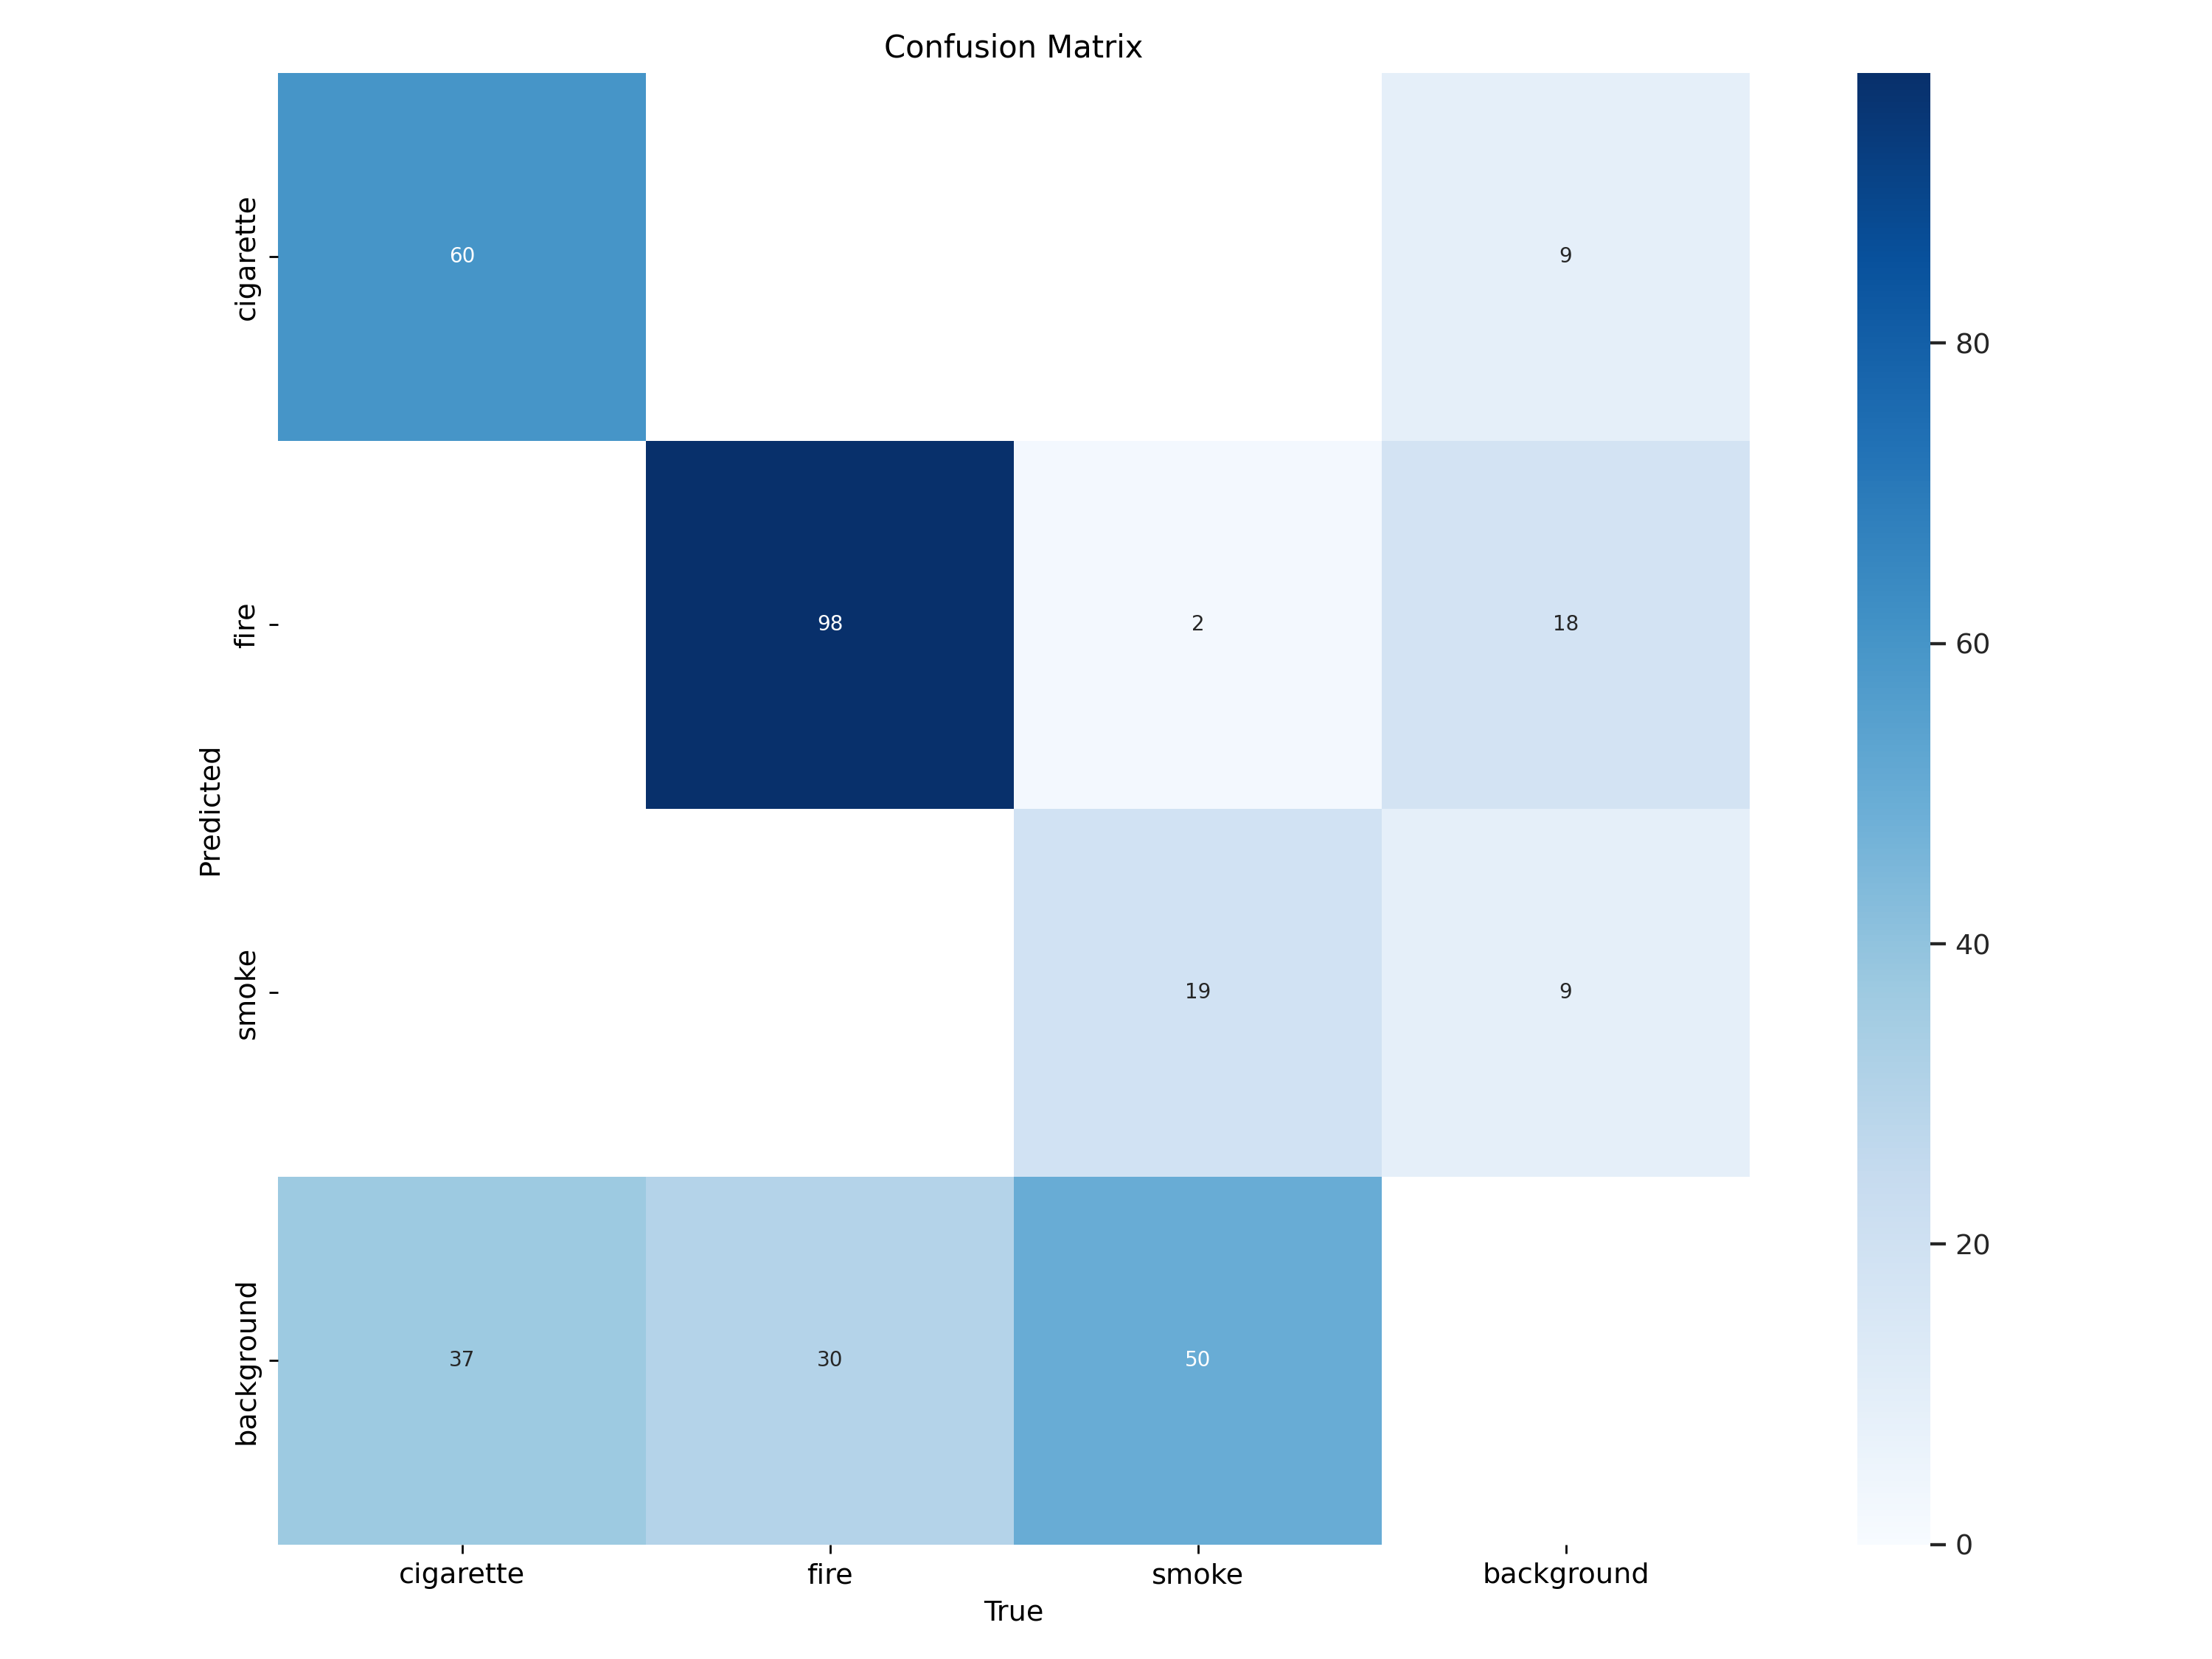 Confusion Matrix
cigarette
60
9
80
fire
98
2
18
60
Predicted
smoke
19
9
40
20
background
37
30
50
0
cigarette
fire
smoke
background
True